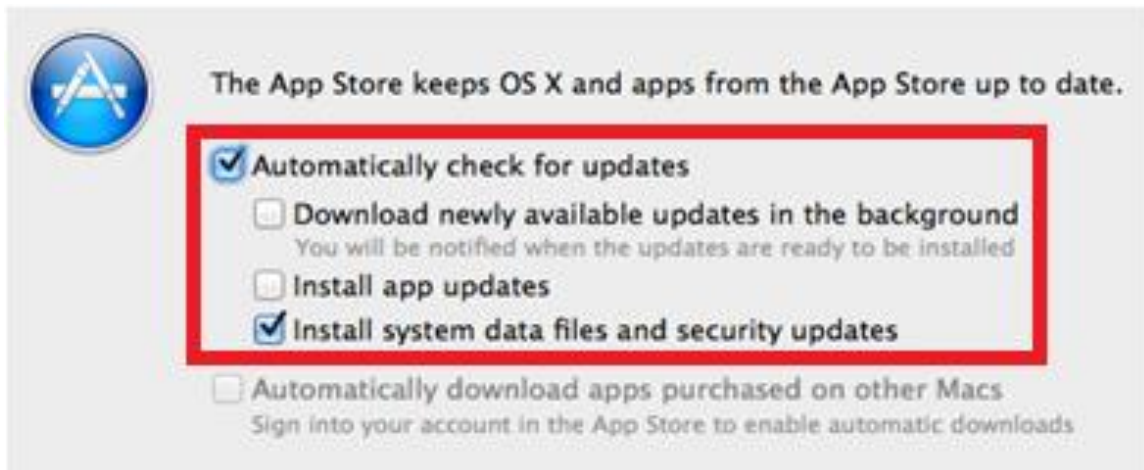 The App Store keeps OS X and apps from the App Store up to date.
Automatically check for updates
Download newly available updates in the background
You will be notified when the updates are ready to be installed
Install app updates
Install system data files and security updates
Automatically download apps purchased on other Macs
Sign into your account in the App Store to enable automatic downloads